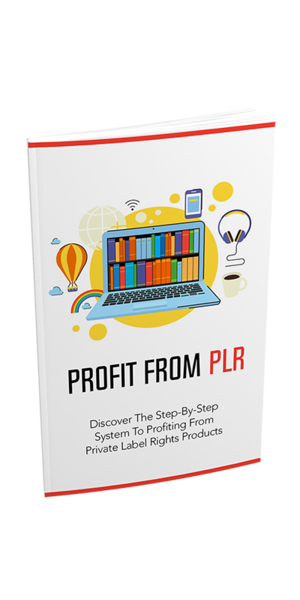 PROFIT FROM PLR
Discover The Step-By-Step
System To Profiting From
Private Label Rights Products